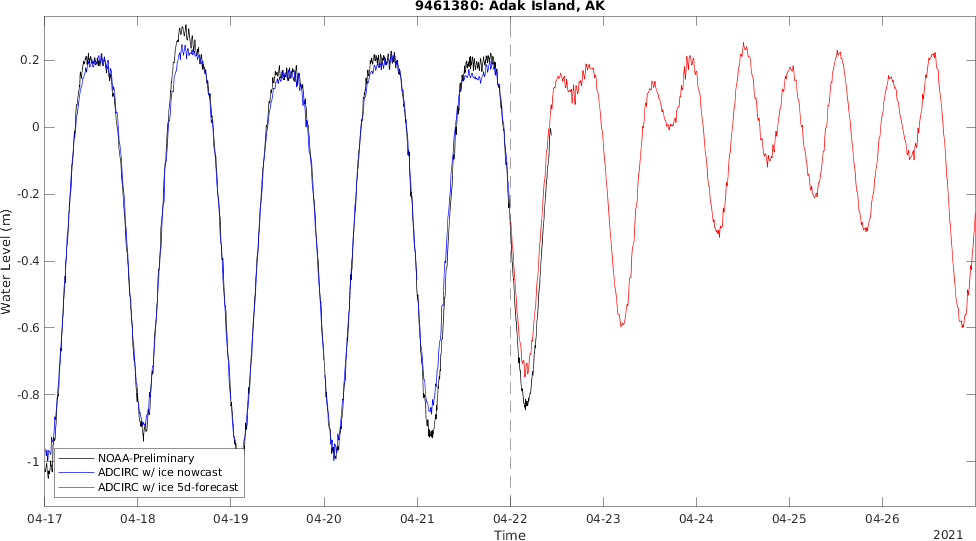 9461380: Adak Island, AK
Water Level (m)
0.2
0
-0.2
-0.4
-0.6
-0.8
-1
NOAA-Preliminary
ADCIRC w/ ice nowcast
ADCIRC w/ ice 5d-forecast
04-17 04-18 04-19 04-20 04-21 04-22 04-23 04-24 04-25 04-26
Time
2021